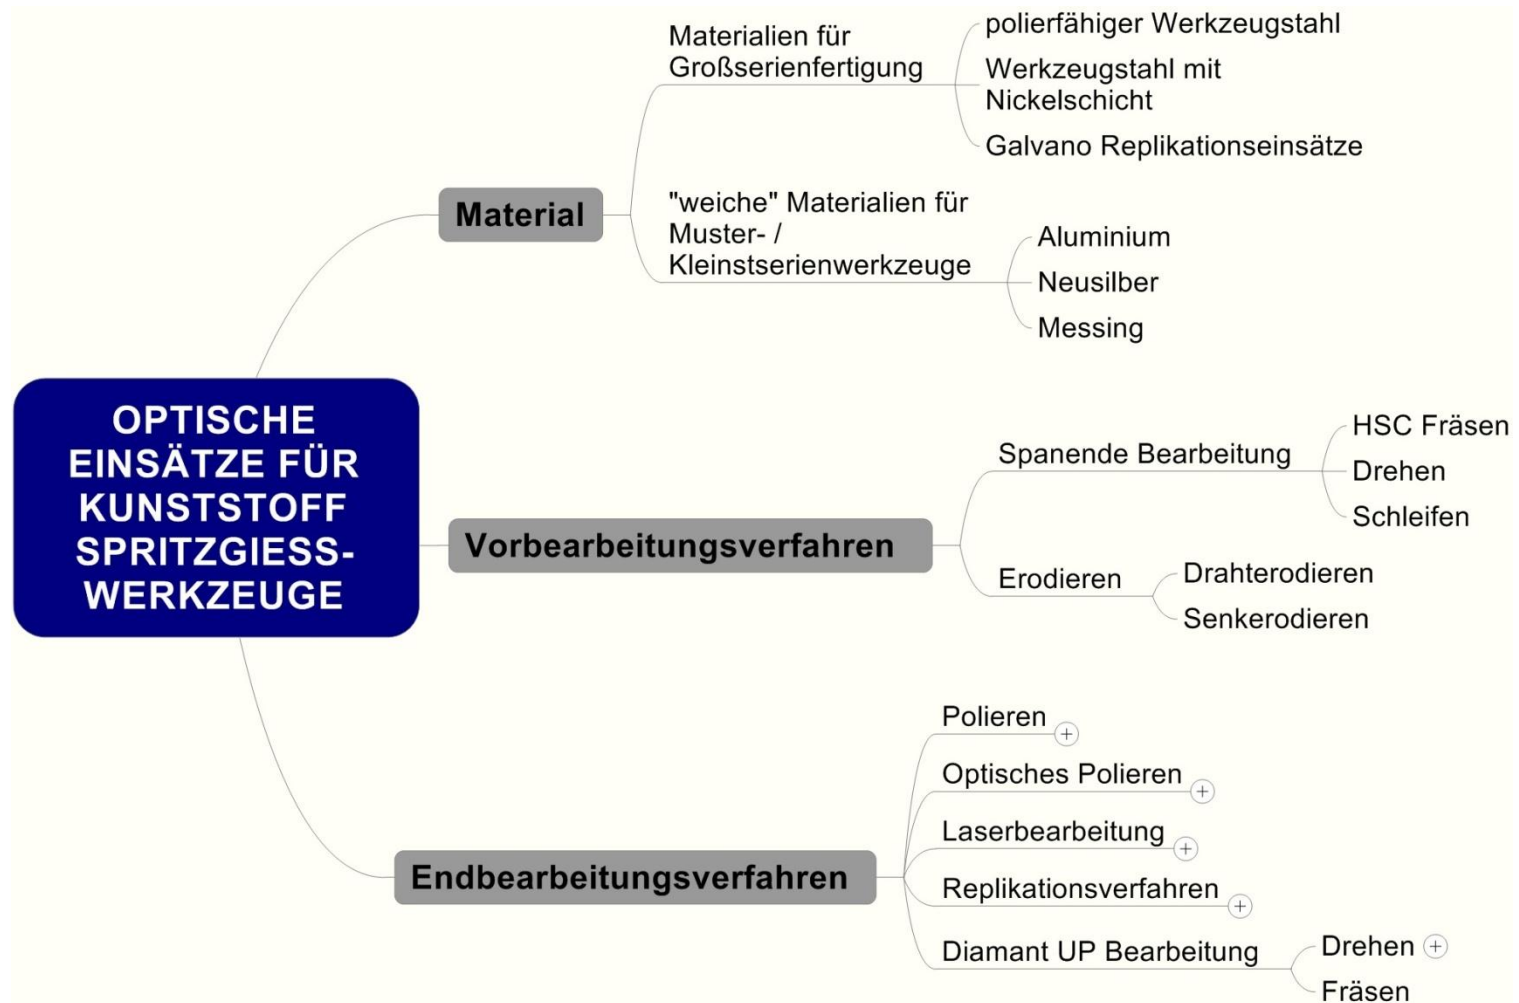 OPTISCHE
EINSÄTZE FÜR
KUNSTSTOFF
SPRITZGIESS-
WERKZEUGE
Material
Materialien für
Großserienfertigung
polierfähiger Werkzeugstahl
Werkzeugstahl mit
Nickelschicht
Galvano Replikationseinsätze
"weiche" Materialien für
Muster- /
Kleinstserienwerkzeuge
Aluminium
Neusilber
Messing
Vorbearbeitungsverfahren
Spanende Bearbeitung
HSC Fräsen
Drehen
Schleifen
Erodieren
Drahterodieren
Senkerodieren
Endbearbeitungsverfahren
Polieren
Optisches Polieren
Laserbearbeitung
Replikationsverfahren
Diamant UP Bearbeitung
Drehen
Fräsen